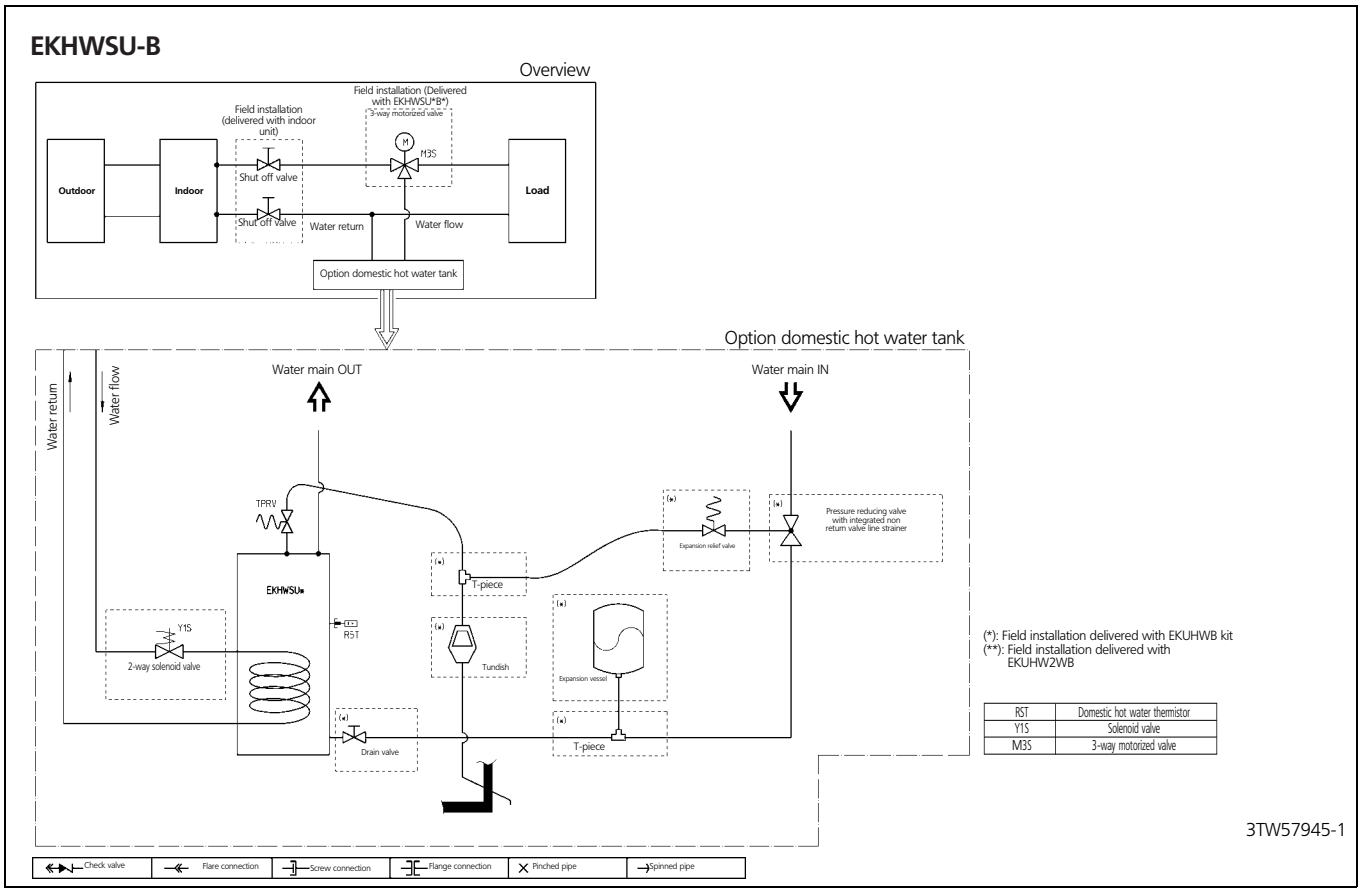 EKHWSU-B
Overview
Field installation (Delivered
with EKHWSU*B*)
3-way motorized valve
Field installation
(delivered with indoor
unit)
M
M3S
Shut off valve
Outdoor
Indoor
Load
Shut off valve
Water return
Water flow
Option domestic hot water tank
Option domestic hot water tank
Water main OUT
Water main IN
Water return
Water flow
TPRV
(*)
Expansion relief valve
(*)
Pressure reducing valve
with integrated non
return valve line strainer
(*)
T-piece
EKHWSU*
RST
Y1S
2-way solenoid valve
(*)
Tundish
(*)
Expansion vessel
(*)
Drain valve
(*)
T-piece
(*): Field installation delivered with EKUHWB kit
(**): Field installation delivered with
EKUHW2WB
RST Domestic hot water thermistor
Y1S Solenoid valve
M3S 3-way motorized valve
3TW57945-1
Check valve Flare connection Screw connection Flange connection Pinched pipe Spinned pipe